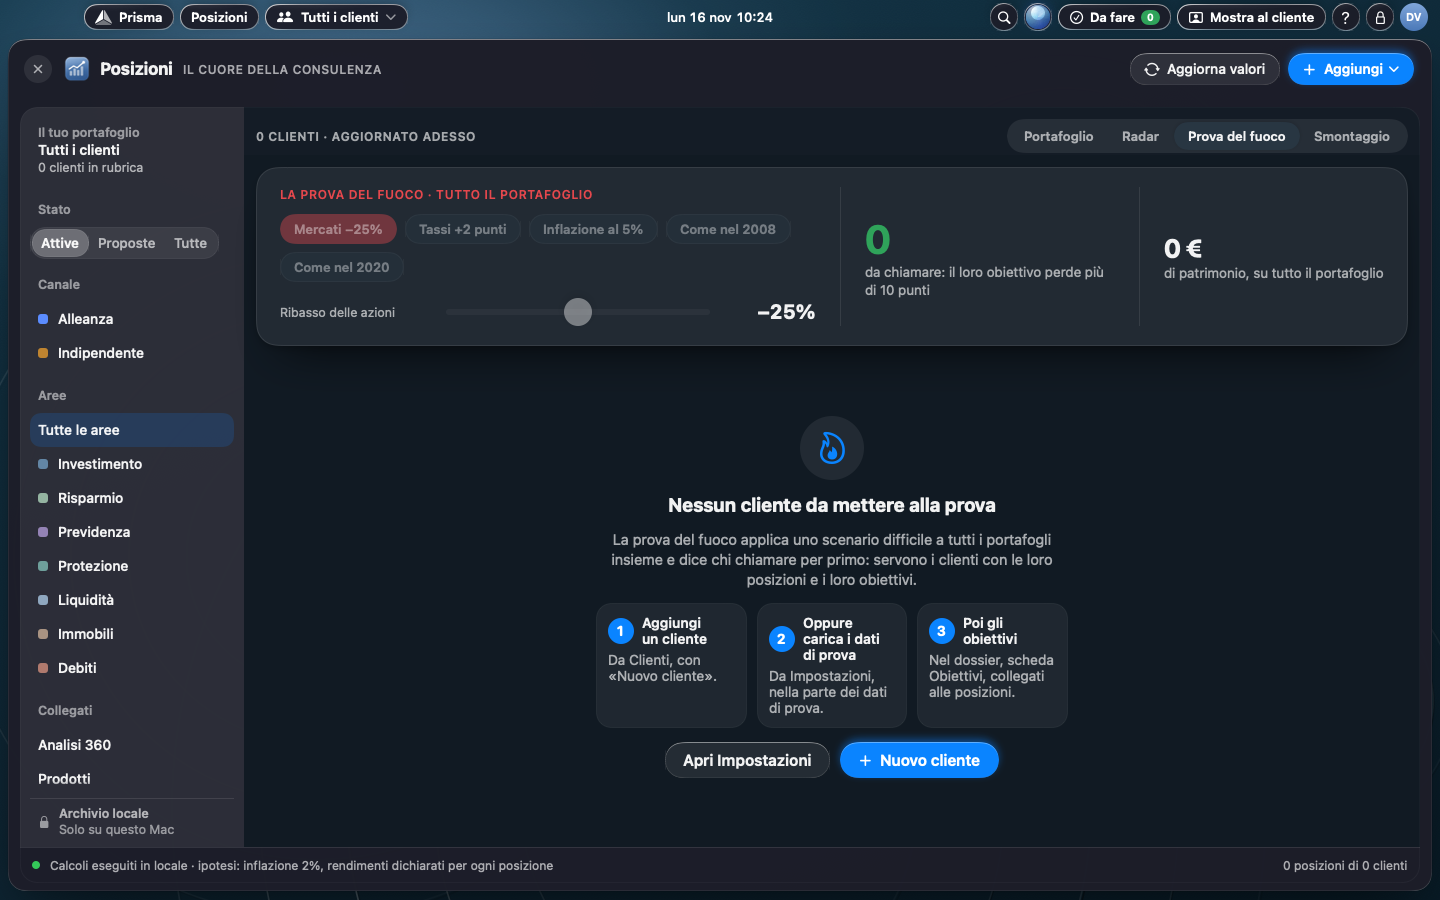 Prisma
Posizioni
Tutti i clienti
lun 16 nov 10:24
Da fare 0
Mostra al cliente
?
DV
Posizioni IL CUORE DELLA CONSULENZA
Aggiorna valori
+ Aggiungi
Il tuo portafoglio
Tutti i clienti
0 clienti in rubrica
Stato
Attive Proposte Tutte
Canale
Alleanza
Indipendente
Aree
Tutte le aree
Investimento
Risparmio
Previdenza
Protezione
Liquidità
Immobili
Debiti
Collegati
Analisi 360
Prodotti
Archivio locale
Solo su questo Mac
0 CLIENTI · AGGIORNATO ADESSO
Portafoglio Radar Prova del fuoco Smontaggio
LA PROVA DEL FUOCO · TUTTO IL PORTAFOGLIO
Mercati −25% Tassi +2 punti Inflazione al 5% Come nel 2008
Come nel 2020
Ribasso delle azioni −25%
0
da chiamare: il loro obiettivo perde più
di 10 punti
0 €
di patrimonio, su tutto il portafoglio
Nessun cliente da mettere alla prova
La prova del fuoco applica uno scenario difficile a tutti i portafogli
insieme e dice chi chiamare per primo: servono i clienti con le loro
posizioni e i loro obiettivi.
1
Aggiungi
un cliente
Da Clienti, con
«Nuovo cliente».
2
Oppure
carica i dati
di prova
Da Impostazioni,
nella parte dei dati
di prova.
3
Poi gli
obiettivi
Nel dossier, scheda
Obiettivi, collegati
alle posizioni.
Apri Impostazioni
+ Nuovo cliente
Calcoli eseguiti in locale · ipotesi: inflazione 2%, rendimenti dichiarati per ogni posizione
0 posizioni di 0 clienti